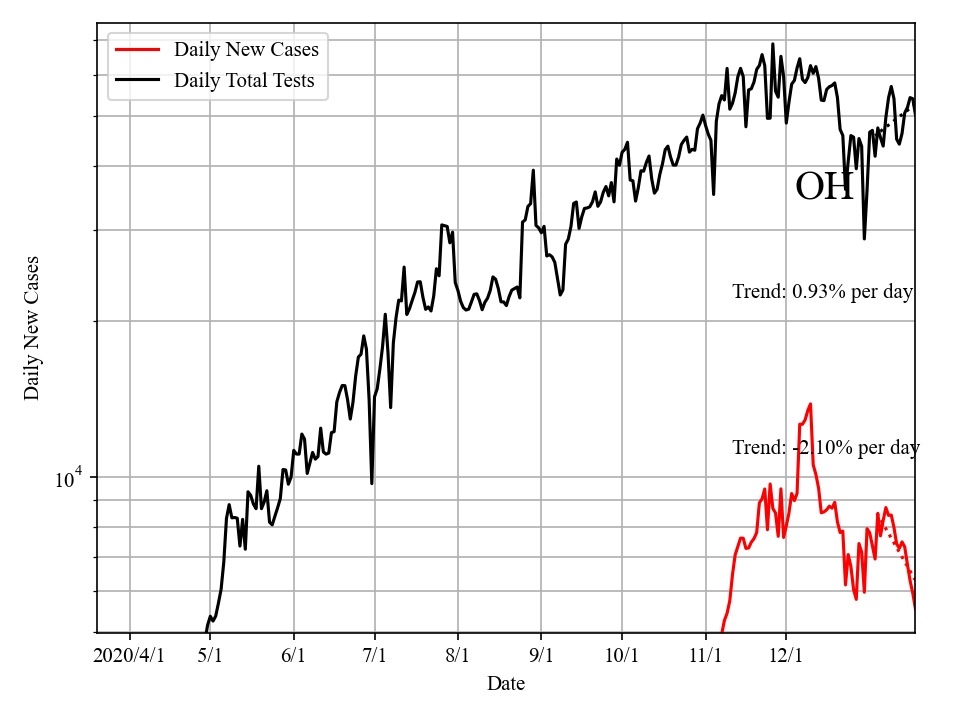 Daily New Cases
Daily Total Tests
OH
Trend: 0.93% per day
Trend: -2.10% per day
Daily New Cases
10^4
2020/4/1 5/1 6/1 7/1 8/1 9/1 10/1 11/1 12/1
Date